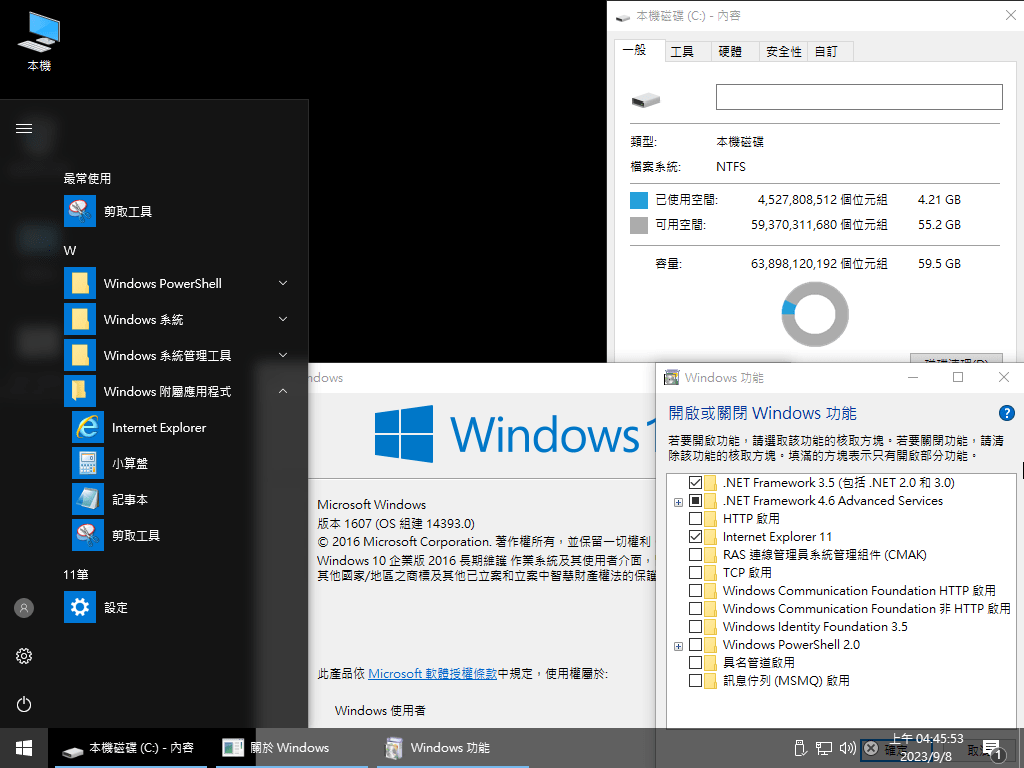 本機
最常使用
剪取工具
W
Windows PowerShell
Windows 系統
Windows 系統管理工具
Windows 附屬應用程式
Internet Explorer
小算盤
記事本
剪取工具
11筆
設定
本機磁碟 (C:) - 內容
一般
工具
硬體
安全性
自訂
類型:
本機磁碟
檔案系統:
NTFS
已使用空間: 4,527,808,512 個位元組 4.21 GB
可用空間: 59,370,311,680 個位元組 55.2 GB
容量: 63,898,120,192 個位元組 59.5 GB
ndows
Windows 1
Microsoft Windows
版本 1607 (OS 組建 14393.0)
© 2016 Microsoft Corporation. 著作權所有，並保留一切權利
Windows 10 企業版 2016 長期維護 作業系統及其使用者介面，
其他國家/地區之商標及其他已立案和立案中智慧財產權法的保護
此產品依 Microsoft 軟體授權條款中規定，使用權屬於:
Windows 使用者
Windows 功能
開啟或關閉 Windows 功能
若要開啟功能，請選取該功能的核取方塊。若要關閉功能，請清
除該功能的核取方塊。填滿的方塊表示只有開啟部分功能。
.NET Framework 3.5 (包括 .NET 2.0 和 3.0)
.NET Framework 4.6 Advanced Services
HTTP 啟用
Internet Explorer 11
RAS 連線管理員系統管理組件 (CMAK)
TCP 啟用
Windows Communication Foundation HTTP 啟用
Windows Communication Foundation 非 HTTP 啟用
Windows Identity Foundation 3.5
Windows PowerShell 2.0
具名管道啟用
訊息佇列 (MSMQ) 啟用
本機磁碟 (C:) - 內容
關於 Windows
Windows 功能
確定
上午 04:45:53
2023/9/8
取
1